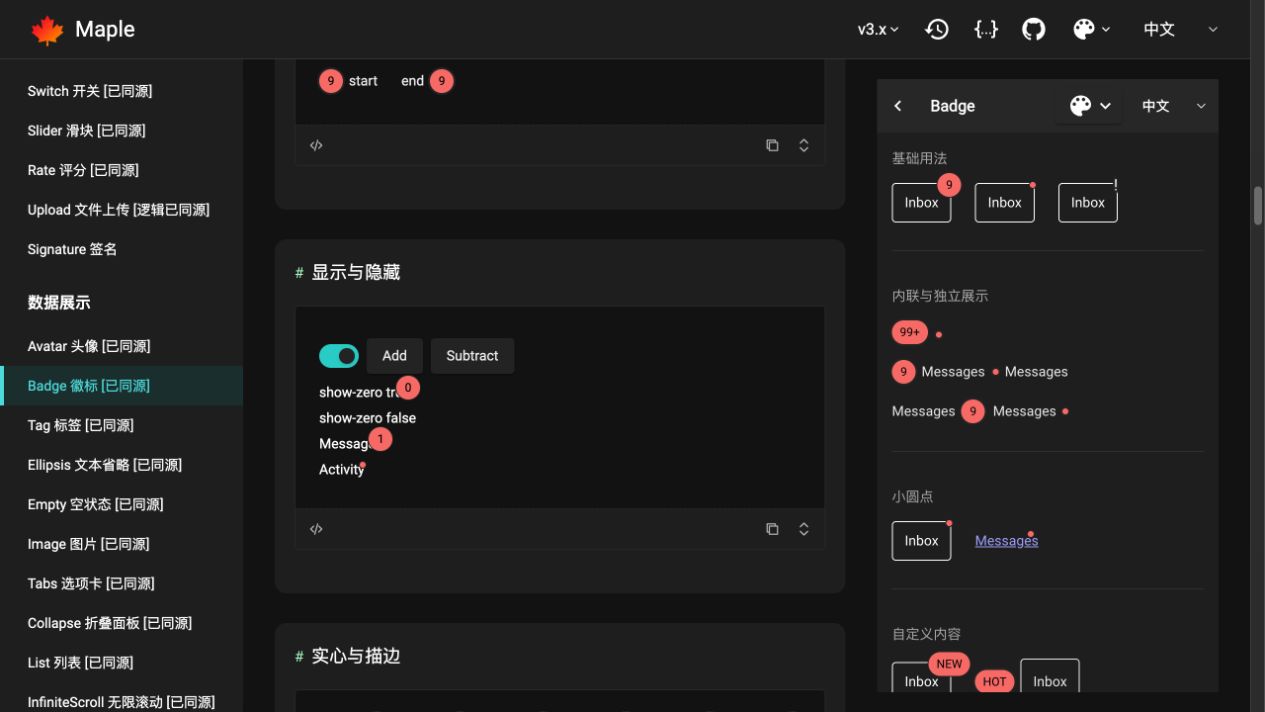 Maple
v3.x
中文
Switch 开关 [已同源]
Slider 滑块 [已同源]
Rate 评分 [已同源]
Upload 文件上传 [逻辑已同源]
Signature 签名
数据展示
Avatar 头像 [已同源]
Badge 徽标 [已同源]
Tag 标签 [已同源]
Ellipsis 文本省略 [已同源]
Empty 空状态 [已同源]
Image 图片 [已同源]
Tabs 选项卡 [已同源]
Collapse 折叠面板 [已同源]
List 列表 [已同源]
InfiniteScroll 无限滚动 [已同源]
9 start end 9
# 显示与隐藏
Add Subtract
show-zero tr 0
show-zero false
Messag 1
Activity
# 实心与描边
Badge 中文
基础用法
Inbox 9 Inbox Inbox !
内联与独立展示
99+
9 Messages Messages
Messages 9 Messages
小圆点
Inbox Messages
自定义内容
Inbox NEW HOT Inbox